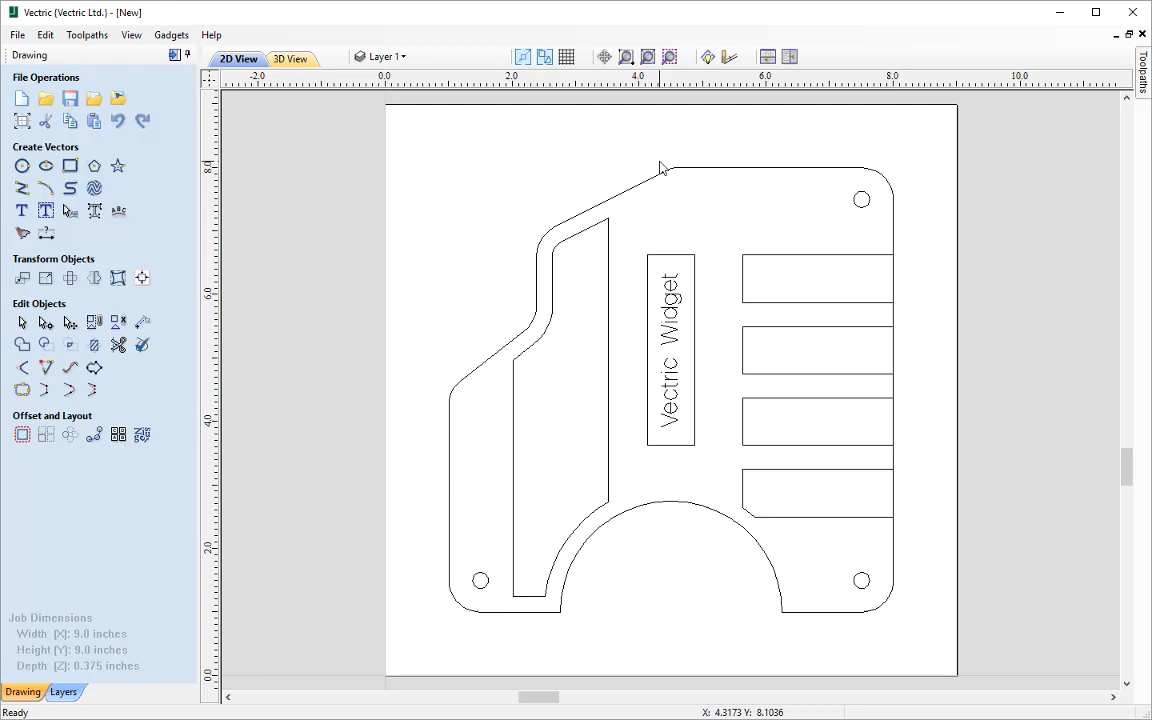 Vectric {Vectric Ltd.} - [New]
File Edit Toolpaths View Gadgets Help
Drawing
2D View 3D View Layer 1
File Operations
Create Vectors
Transform Objects
Edit Objects
Offset and Layout
Job Dimensions
Width (X): 9.0 inches
Height (Y): 9.0 inches
Depth (Z): 0.375 inches
Drawing Layers
Ready
-2.0 0.0 2.0 4.0 6.0 8.0 10.0
8.0
6.0
4.0
2.0
0.0
Vectric Widget
Toolpaths
X: 4.3173 Y: 8.1036